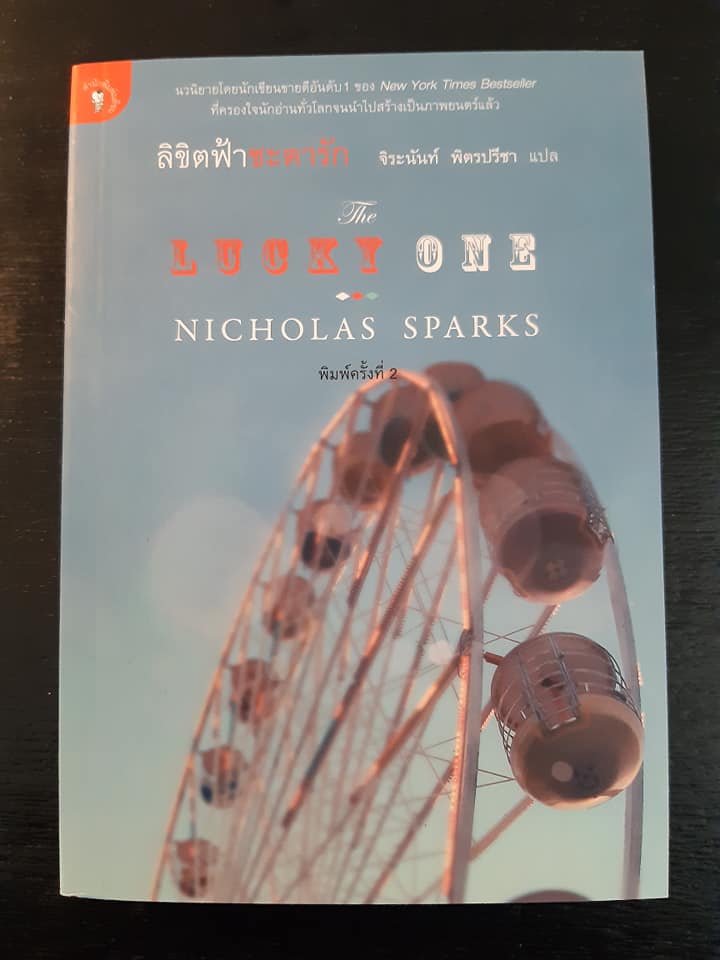 นวนิยายโดยนักเขียนขายดีอันดับ 1 ของ New York Times Bestseller
ที่ครองใจนักอ่านทั่วโลกจนนำไปสร้างเป็นภาพยนตร์แล้ว
ลิขิตฟ้าชะตารัก จิระนันท์ พิตรปรีชา แปล
The
LUCKY ONE
NICHOLAS SPARKS
พิมพ์ครั้งที่ 2